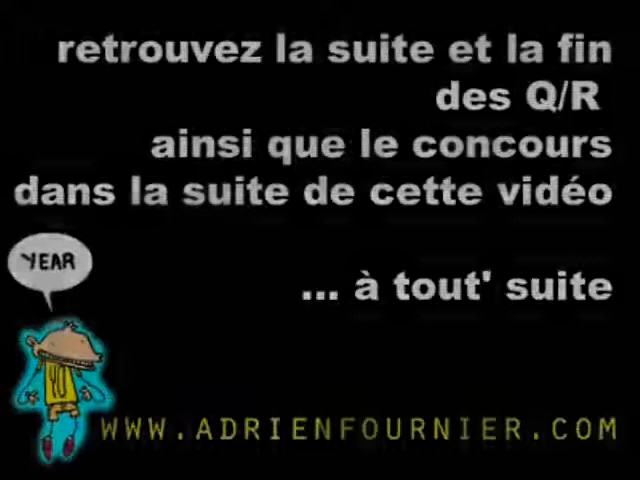 retrouvez la suite et la fin
des Q/R
ainsi que le concours
dans la suite de cette vidéo
... à tout' suite
YEAR
WWW.ADRIENFOURNIER.COM